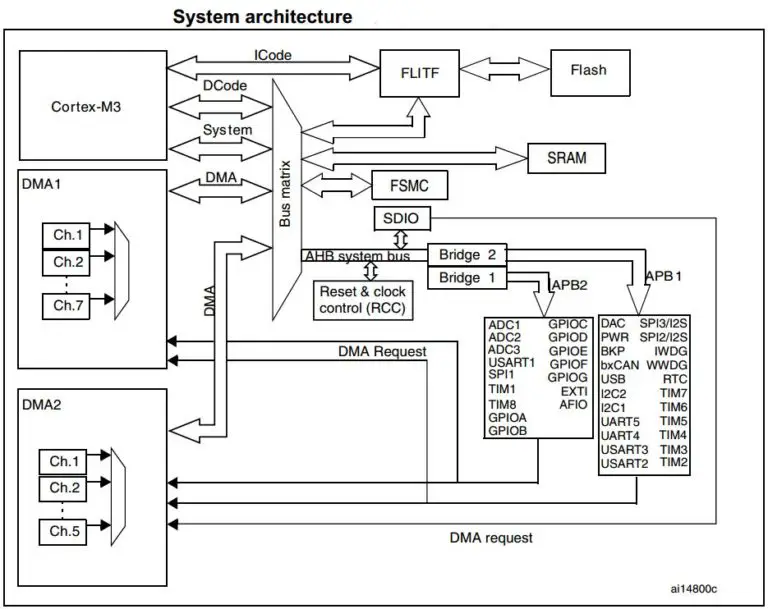 System architecture
ICode
Cortex-M3
FLITF
Flash
DCode
System
Bus matrix
SRAM
DMA
FSMC
DMA1
SDIO
Ch.1
Ch.2
Ch.7
DMA
AHB system bus
Bridge 2
Bridge 1
APB2
APB1
Reset & clock
control (RCC)
ADC1 GPIOC
ADC2 GPIOD
ADC3 GPIOE
USART1 GPIOF
SPI1 GPIOG
TIM1 EXTI
TIM8 AFIO
GPIOA
GPIOB
DAC SPI3/I2S
PWR SPI2/I2S
BKP IWDG
bxCAN WWDG
USB RTC
I2C2 TIM7
I2C1 TIM6
UART5 TIM5
UART4 TIM4
USART3 TIM3
USART2 TIM2
DMA Request
DMA2
Ch.1
Ch.2
Ch.5
DMA request
ai14800c